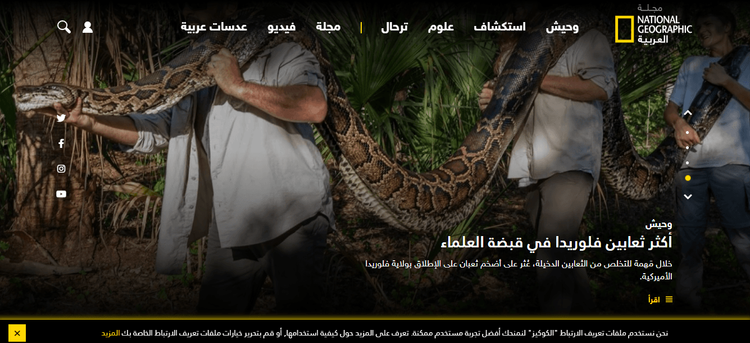 مجلة
NATIONAL
GEOGRAPHIC
العربية
وحيش
استكشاف
علوم
ترحال
مجلة
فيديو
عدسات عربية
وحيش
أكثر ثعابين فلوريدا في قبضة العلماء
خلال مهمة للتخلص من الثعابين الدخيلة، عُثر على أضخم ثعبان على الإطلاق بولاية فلوريدا
الأميركية.
اقرأ
نحن نستخدم ملفات تعريف الارتباط "الكوكيز" لنمنحك أفضل تجربة مستخدم ممكنة. تعرف على المزيد حول كيفية استخدامها، أو قم بتحرير خيارات ملفات تعريف الارتباط الخاصة بك المزيد